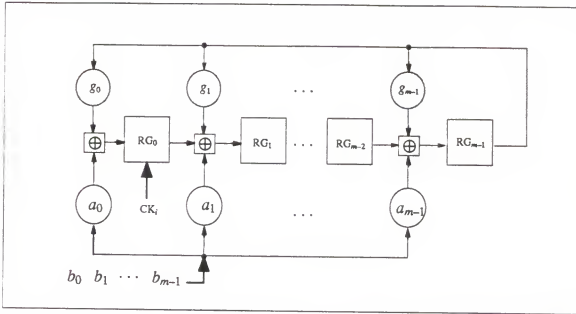 g₀ g₁ · · · gₘ₋₁
RG₀ RG₁ · · · RGₘ₋₂ RGₘ₋₁
a₀ CKᵢ a₁ · · · aₘ₋₁
b₀ b₁ · · · bₘ₋₁